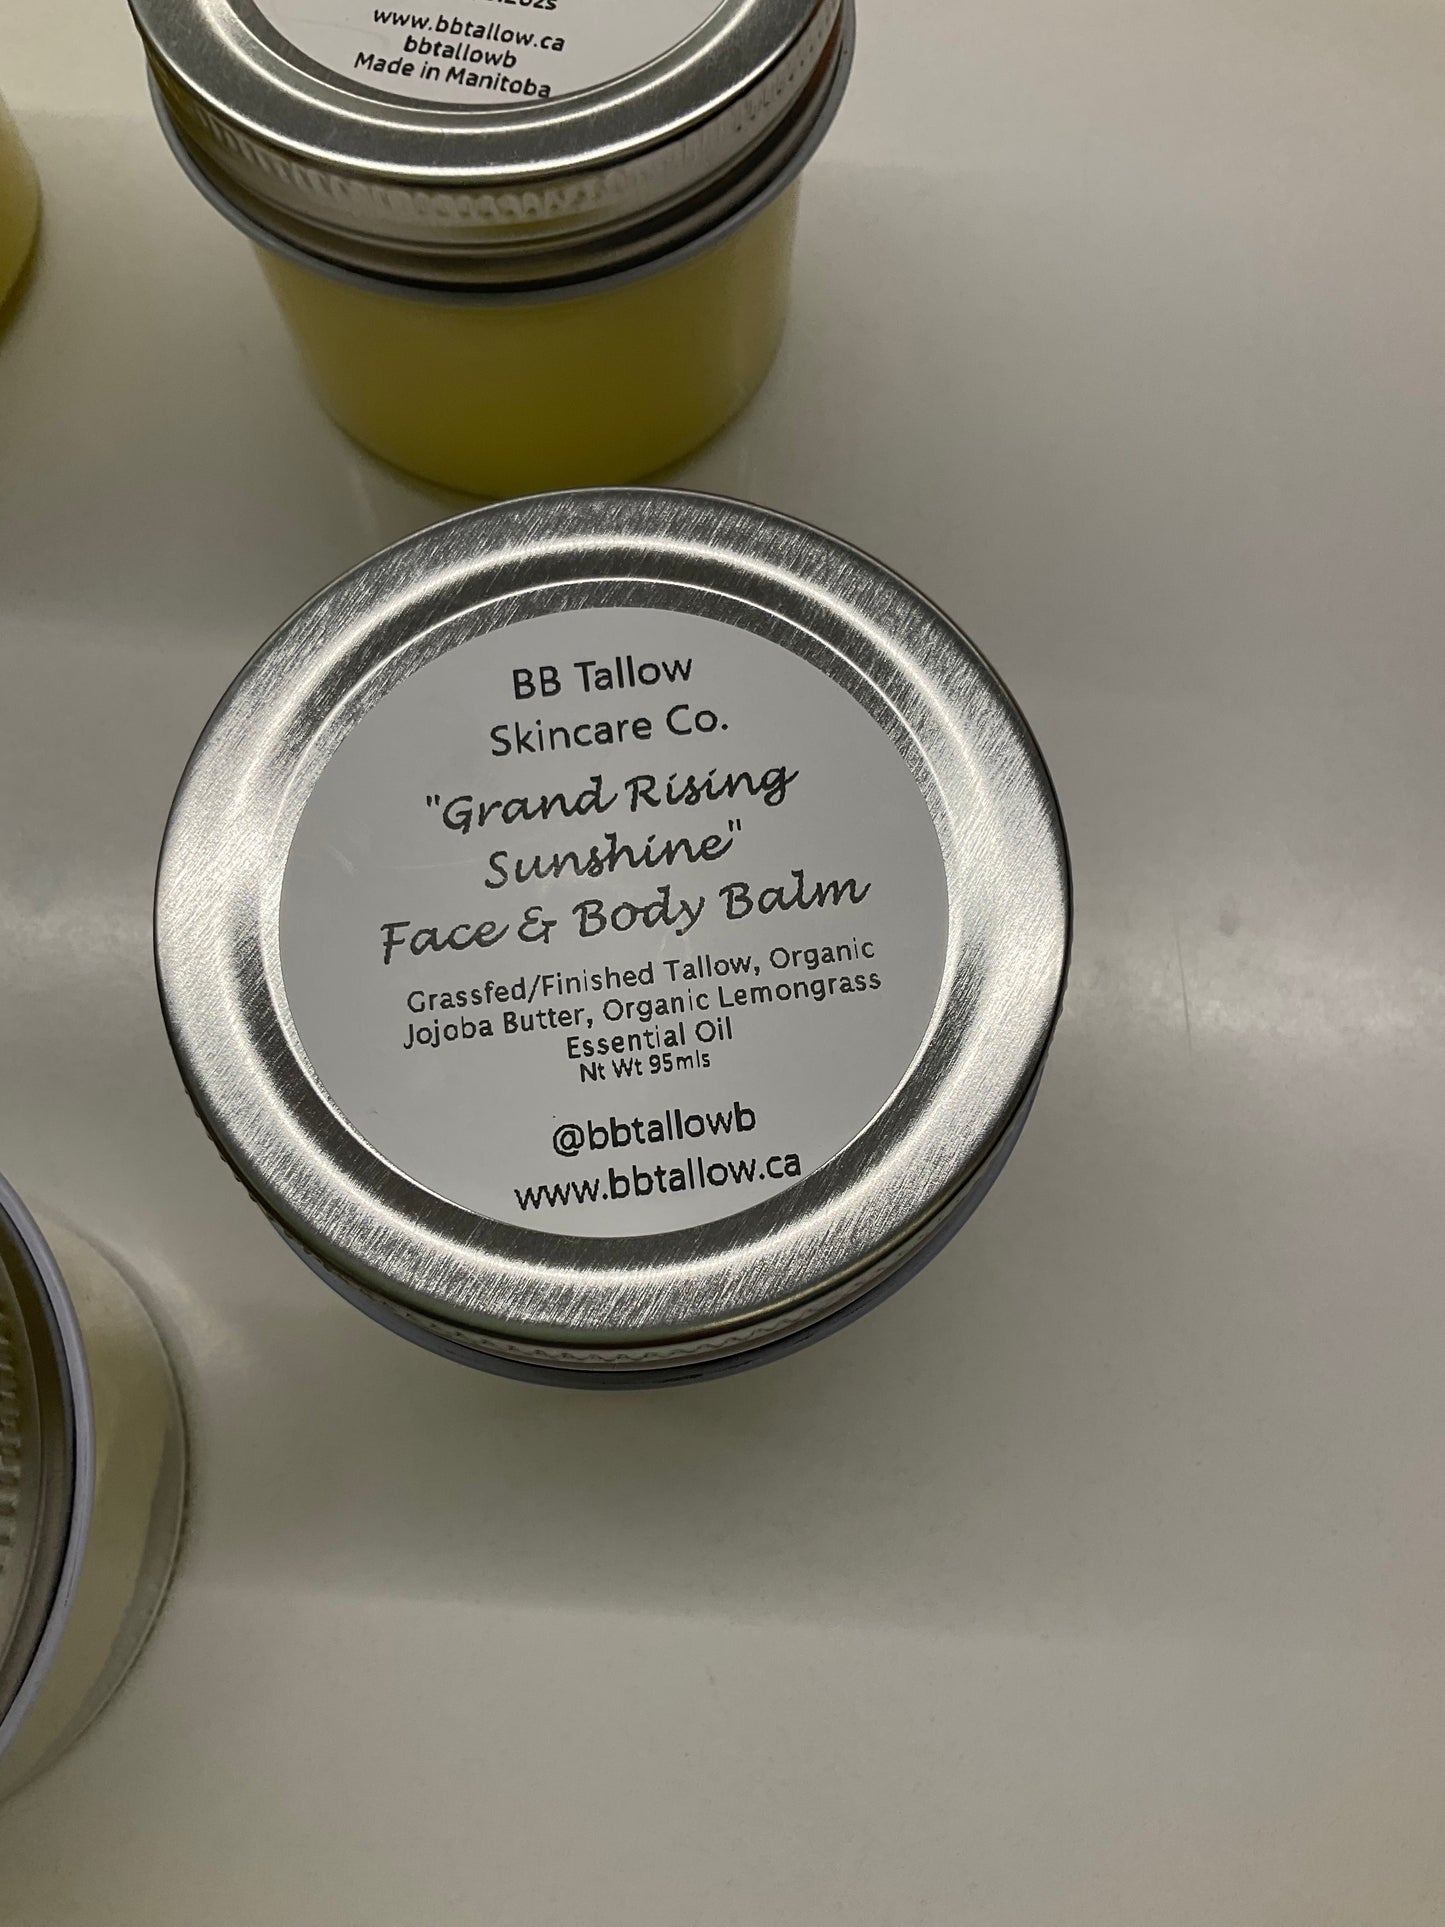 www.bbtallow.ca
bbtallowb
Made in Manitoba
BB Tallow
Skincare Co.
"Grand Rising
Sunshine"
Face & Body Balm
Grassfed/Finished Tallow, Organic
Jojoba Butter, Organic Lemongrass
Essential Oil
Nt Wt 95mls
@bbtallowb
www.bbtallow.ca